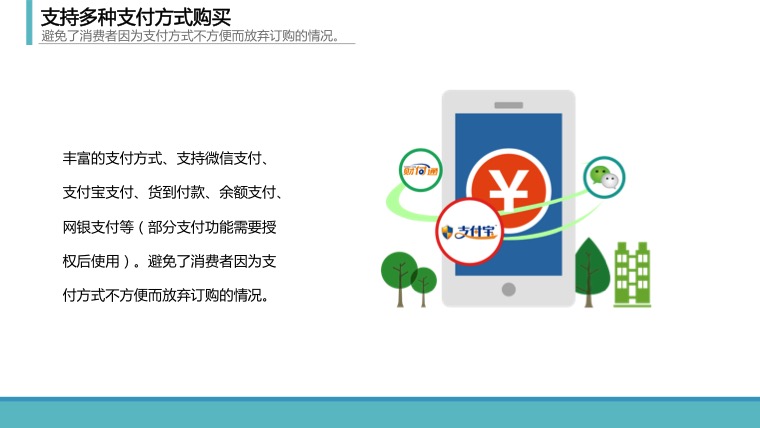 支持多种支付方式购买
避免了消费者因为支付方式不方便而放弃订购的情况。
丰富的支付方式、支持微信支付、
支付宝支付、货到付款、余额支付、
网银支付等（部分支付功能需要授
权后使用）。避免了消费者因为支
付方式不方便而放弃订购的情况。
财付通
¥
支付宝